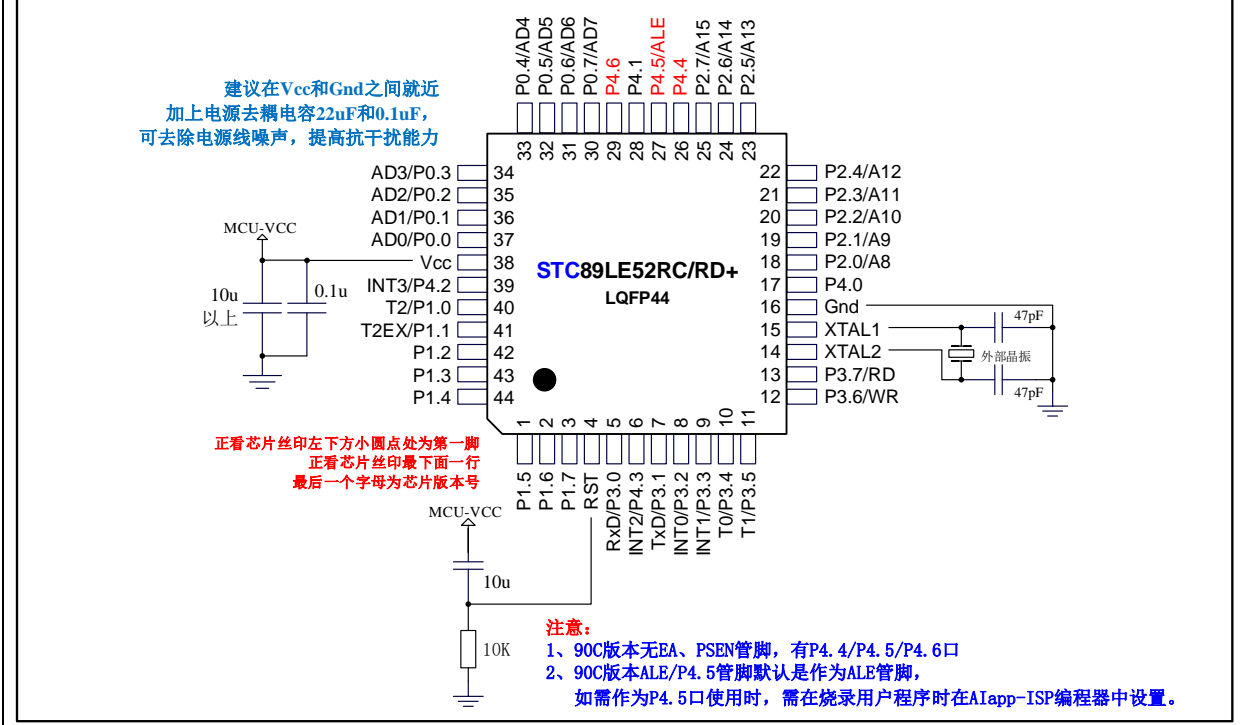 P0.4/AD4
P0.5/AD5
P0.6/AD6
P0.7/AD7
P4.6
P4.1
P4.5/ALE
P4.4
P2.7/A15
P2.6/A14
P2.5/A13
33
32
31
30
29
28
27
26
25
24
23
建议在Vcc和Gnd之间就近
加上电源去耦电容22uF和0.1uF,
可去除电源线噪声, 提高抗干扰能力
AD3/P0.3 34
AD2/P0.2 35
AD1/P0.1 36
AD0/P0.0 37
Vcc 38
INT3/P4.2 39
T2/P1.0 40
T2EX/P1.1 41
P1.2 42
P1.3 43
P1.4 44
MCU-VCC
10u
以上
0.1u
STC89LE52RC/RD+
LQFP44
22 P2.4/A12
21 P2.3/A11
20 P2.2/A10
19 P2.1/A9
18 P2.0/A8
17 P4.0
16 Gnd
15 XTAL1
14 XTAL2
13 P3.7/RD
12 P3.6/WR
47pF
外部晶振
47pF
1
2
3
4
5
6
7
8
9
10
11
P1.5
P1.6
P1.7
RST
RxD/P3.0
INT2/P4.3
TxD/P3.1
INT0/P3.2
INT1/P3.3
T0/P3.4
T1/P3.5
正看芯片丝印左下方小圆点处为第一脚
正看芯片丝印最下面一行
最后一个字母为芯片版本号
MCU-VCC
10u
10K
注意:
1、90C版本无EA、PSEN管脚, 有P4.4/P4.5/P4.6口
2、90C版本ALE/P4.5管脚默认是作为ALE管脚,
如需作为P4.5口使用时, 需在烧录用户程序时在AIapp-ISP编程器中设置。